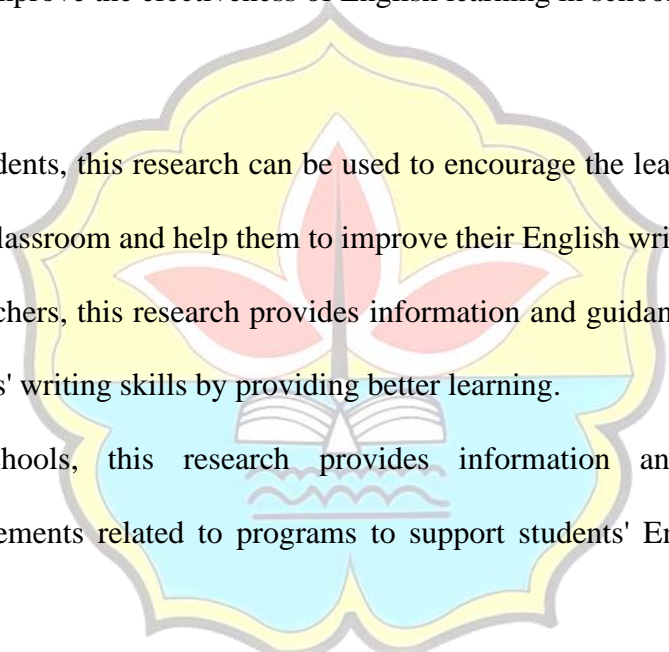 prove the effectiveness of English learning in school
dents, this research can be used to encourage the lea
lassroom and help them to improve their English wri
chers, this research provides information and guidan
s' writing skills by providing better learning.
hools, this research provides information an
ements related to programs to support students' En